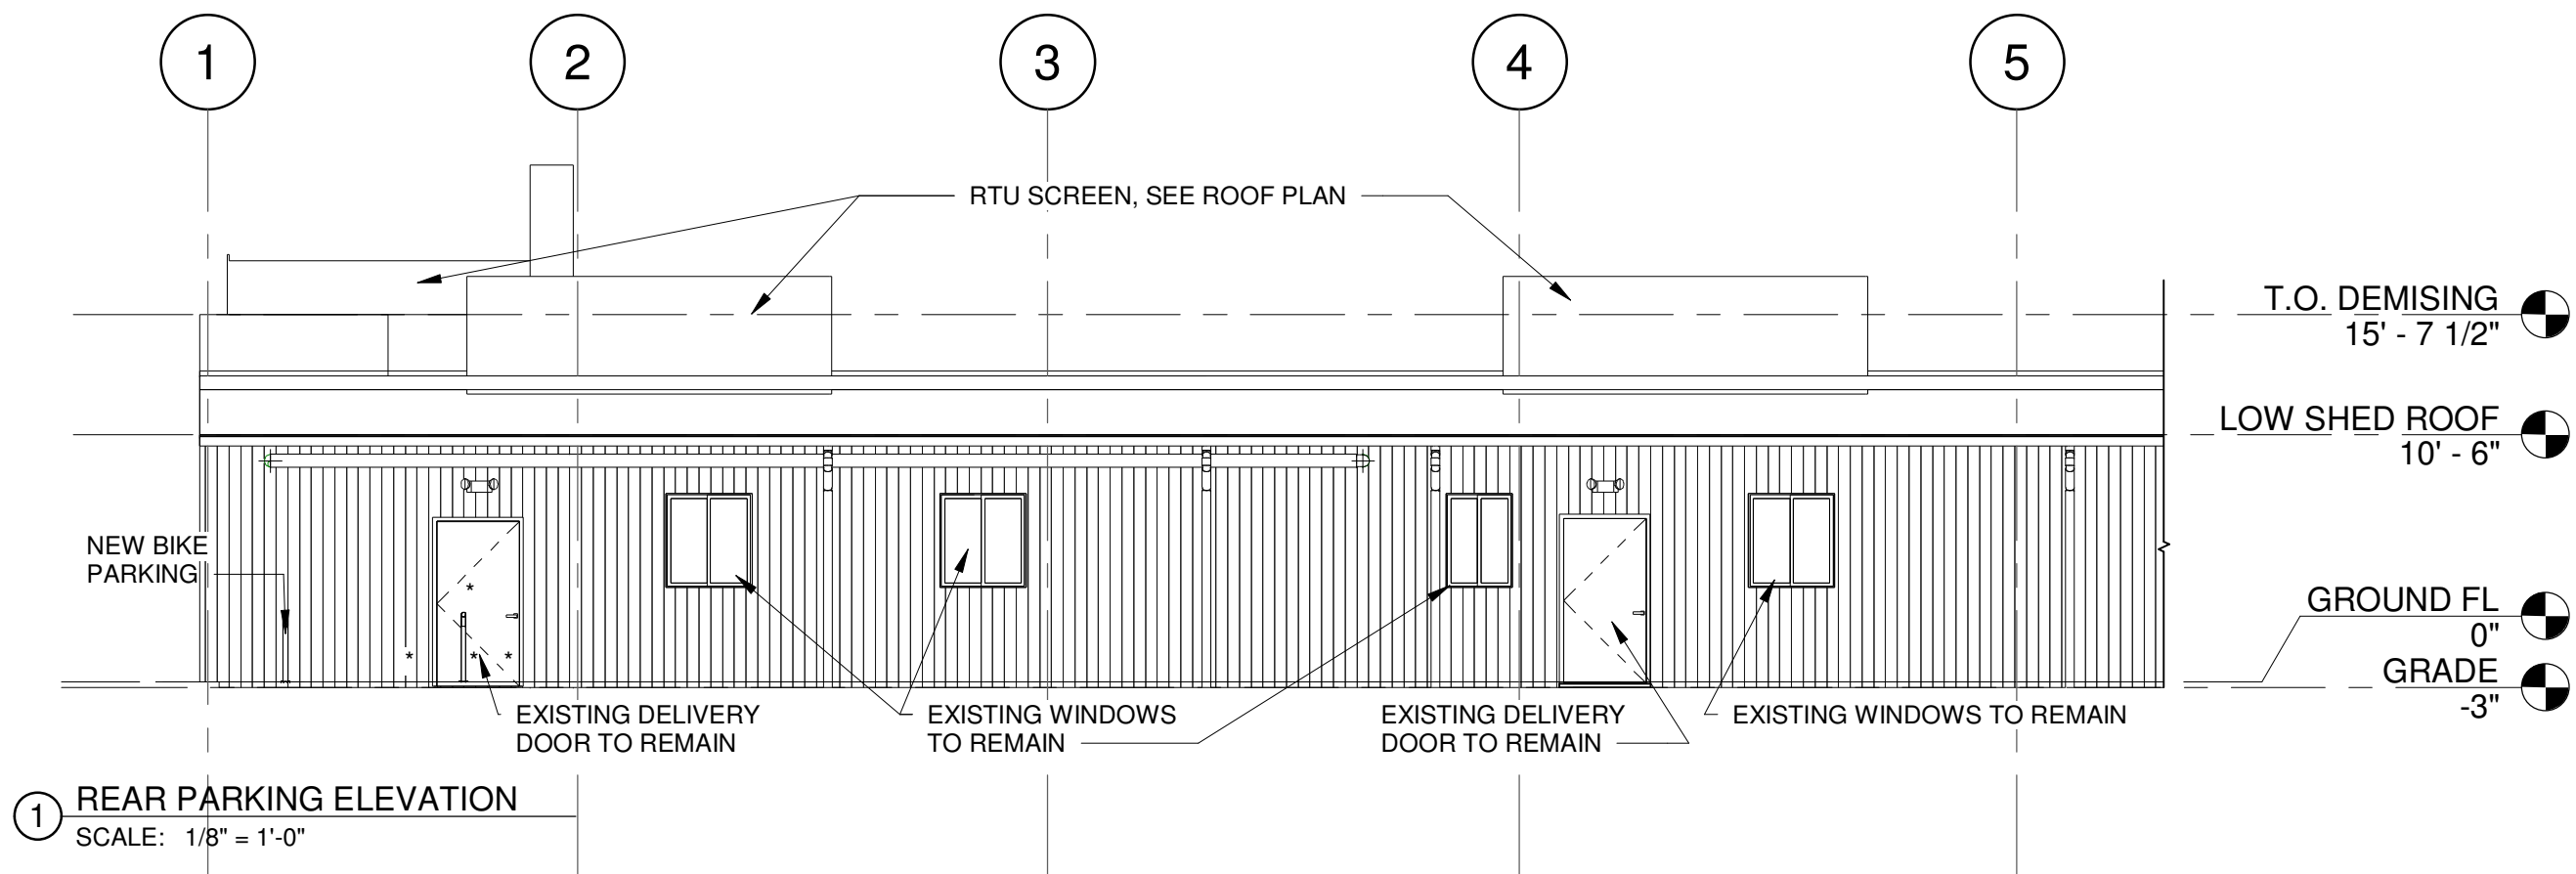 1
2
3
4
5
RTU SCREEN, SEE ROOF PLAN
T.O. DEMISING
15' - 7 1/2"
LOW SHED ROOF
10' - 6"
NEW BIKE
PARKING
*
* * *
GROUND FL
0"
GRADE
-3"
EXISTING DELIVERY
DOOR TO REMAIN
EXISTING WINDOWS
TO REMAIN
EXISTING DELIVERY
DOOR TO REMAIN
EXISTING WINDOWS TO REMAIN
1
REAR PARKING ELEVATION
SCALE: 1/8" = 1'-0"